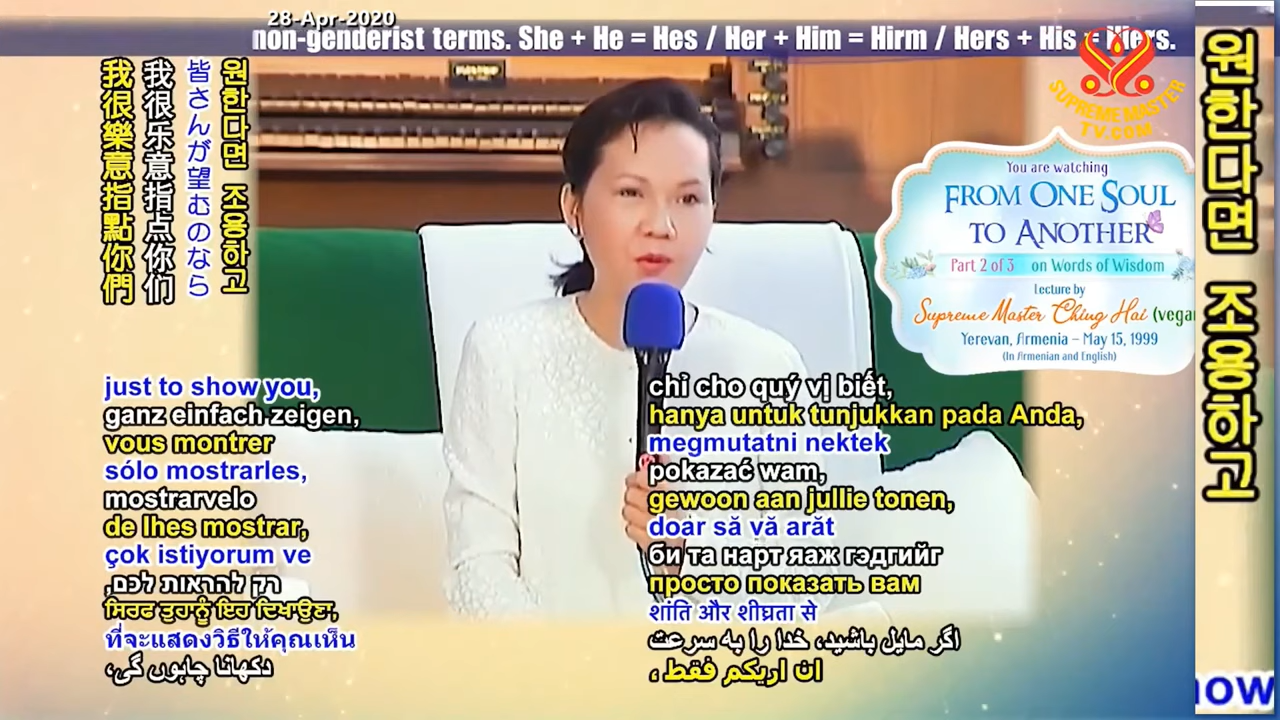 28-Apr-2020
non-genderist terms. She + He = Hes / Her + Him = Hirm / Hers + His = Hiers.
SUPREME MASTER
TV.COM
You are watching
FROM ONE SOUL
TO ANOTHER
Part 2 of 3 on Words of Wisdom
Lecture by
Supreme Master Ching Hai (vegan
Yerevan, Armenia – May 15, 1999
(In Armenian and English)
원한다면 조용하고
皆さんが望むのなら
我很乐意指点你们
我很樂意指點你們
just to show you,
ganz einfach zeigen,
vous montrer
sólo mostrarles,
mostrarvelo
de lhes mostrar,
çok istiyorum ve
רק להראות לכם,
ਸਿਰਫ ਤੁਹਾਨੂੰ ਇਹ ਦਿਖਾਉਣਾ,
ที่จะแสดงวิธีให้คุณเห็น
دکھانا چاہوں گی،
chỉ cho quý vị biết,
hanya untuk tunjukkan pada Anda,
megmutatni nektek
pokazać wam,
gewoon aan jullie tonen,
doar să vă arăt
би та нарт яаж гэдгийг
просто показать вам
शांति और शीघ्रता से
اگر مایل باشید، خدا را به سرعت
ان اريكم فقط ،
원한다면 조용하고
now